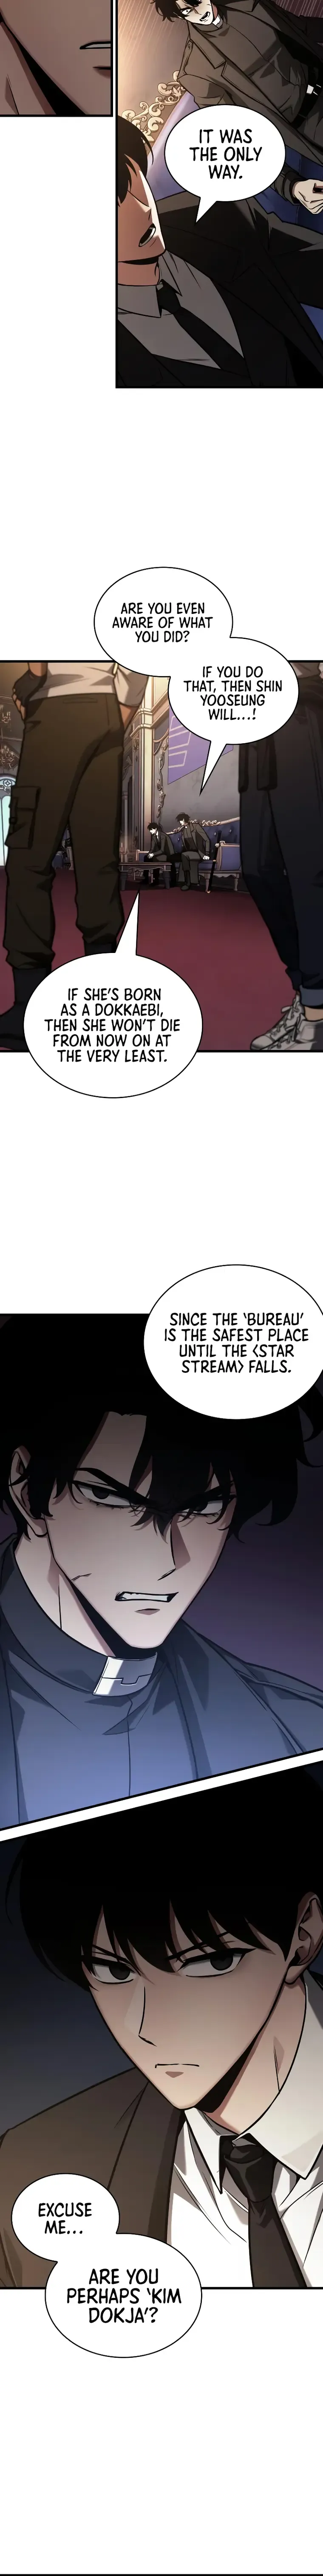 IT WAS
THE ONLY
WAY.
ARE YOU EVEN
AWARE OF WHAT
YOU DID?
IF YOU DO
THAT, THEN SHIN
YOOSEUNG
WILL...!
IF SHE'S BORN
AS A DOKKAEBI,
THEN SHE WON'T DIE
FROM NOW ON AT
THE VERY LEAST.
SINCE THE 'BUREAU'
IS THE SAFEST PLACE
UNTIL THE <STAR
STREAM> FALLS.
EXCUSE
ME...
ARE YOU
PERHAPS 'KIM
DOKJA'?